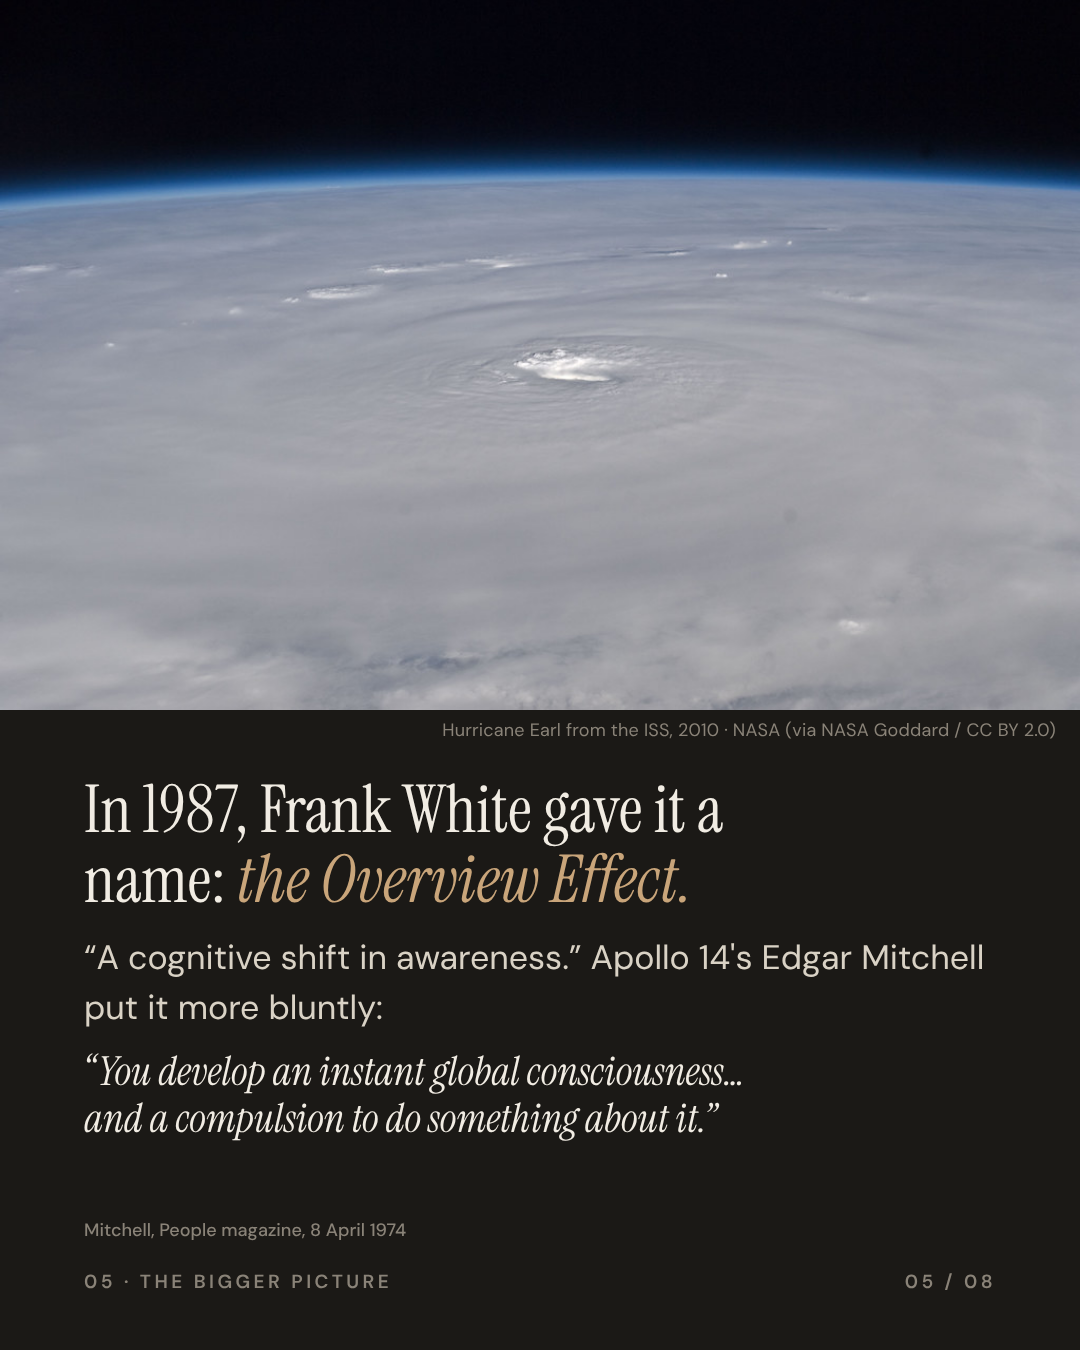 Hurricane Earl from the ISS, 2010 · NASA (via NASA Goddard / CC BY 2.0)
In 1987, Frank White gave it a
name: the Overview Effect.
“A cognitive shift in awareness.” Apollo 14's Edgar Mitchell
put it more bluntly:
“You develop an instant global consciousness...
and a compulsion to do something about it.”
Mitchell, People magazine, 8 April 1974
05 · THE BIGGER PICTURE
05 / 08